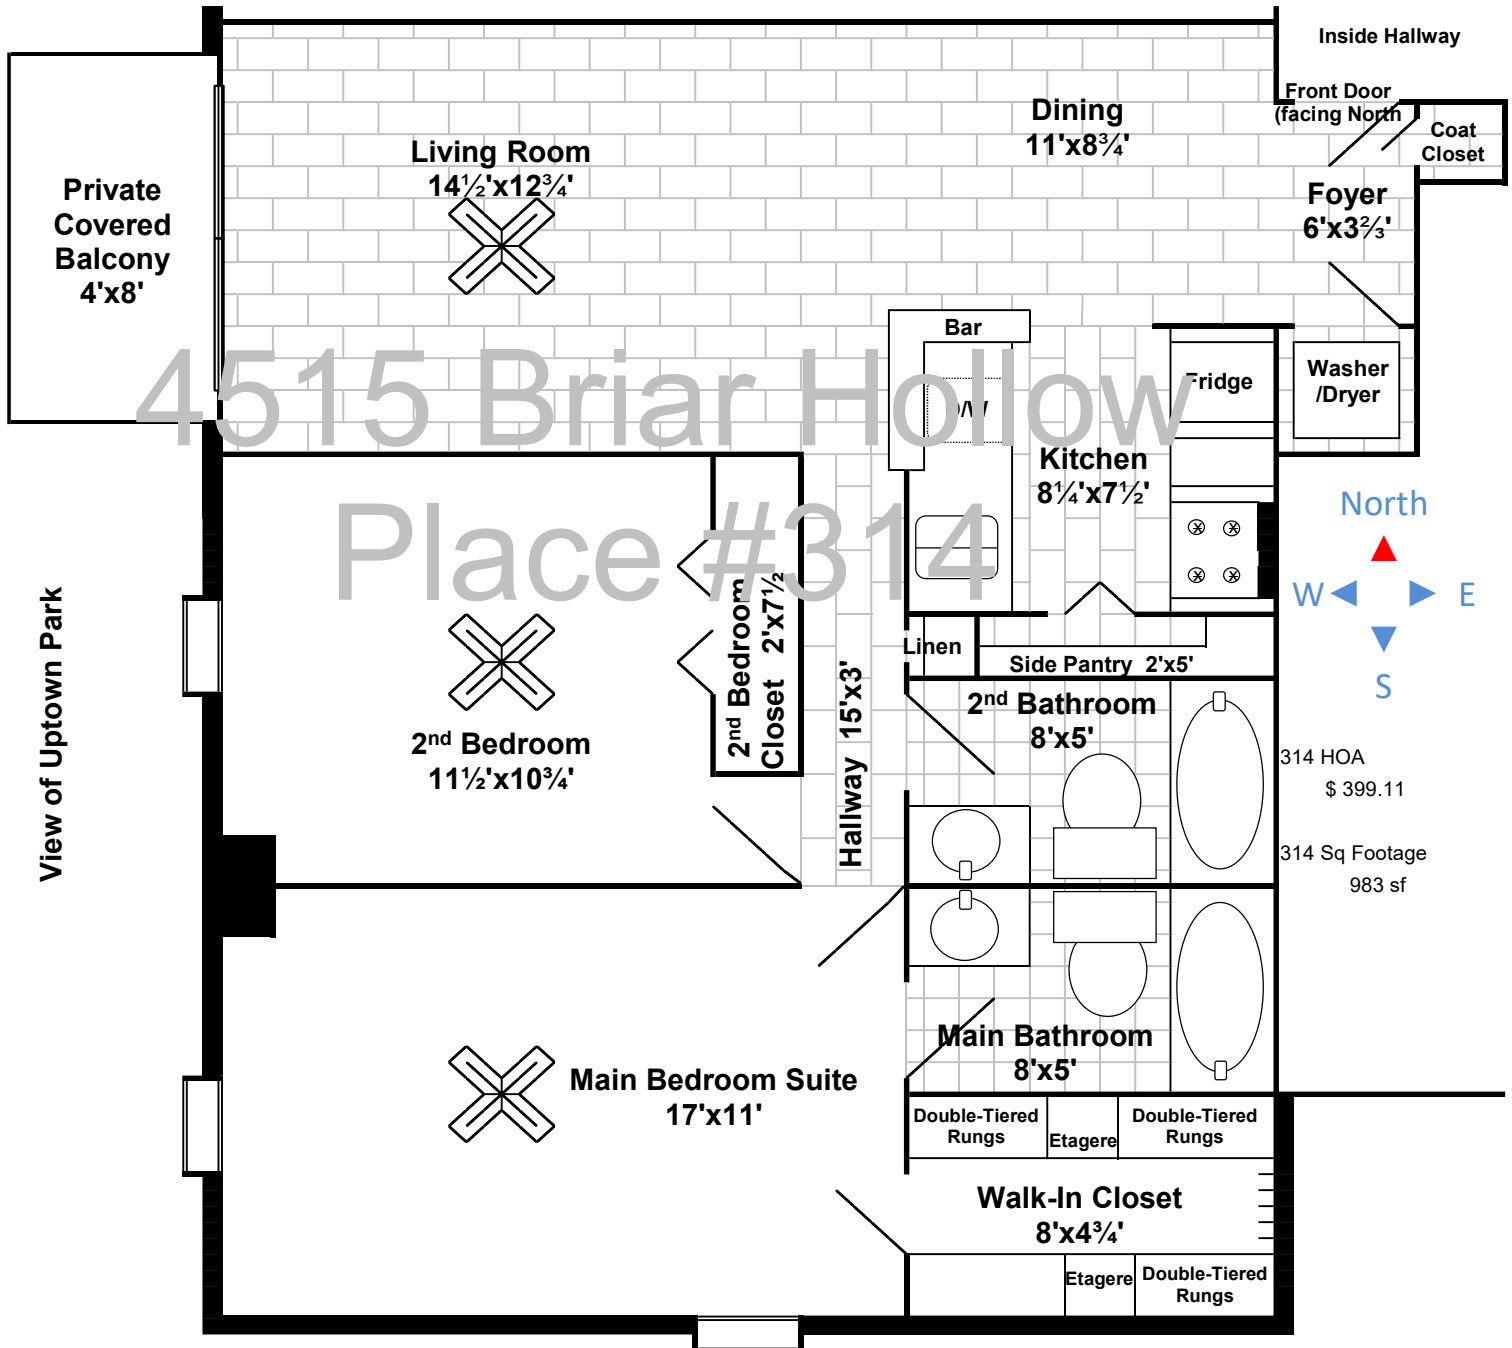 Inside Hallway
Front Door
(facing North
Coat
Closet
Dining
11'x8¾'
Living Room
14½'x12¾'
Private
Covered
Balcony
4'x8'
Foyer
6'x3⅔'
Bar
Fridge
D/W
Washer
/Dryer
4515 Briar Hollow
Place #314
Kitchen
8¼'x7½'
North
W
E
S
Linen
Side Pantry 2'x5'
2nd Bedroom
Closet 2'x7½
Hallway 15'x3'
2nd Bathroom
8'x5'
2nd Bedroom
11½'x10¾'
View of Uptown Park
314 HOA
$ 399.11
314 Sq Footage
983 sf
Main Bathroom
8'x5'
Main Bedroom Suite
17'x11'
Double-Tiered
Rungs
Etagere
Double-Tiered
Rungs
Walk-In Closet
8'x4¾'
Etagere
Double-Tiered
Rungs